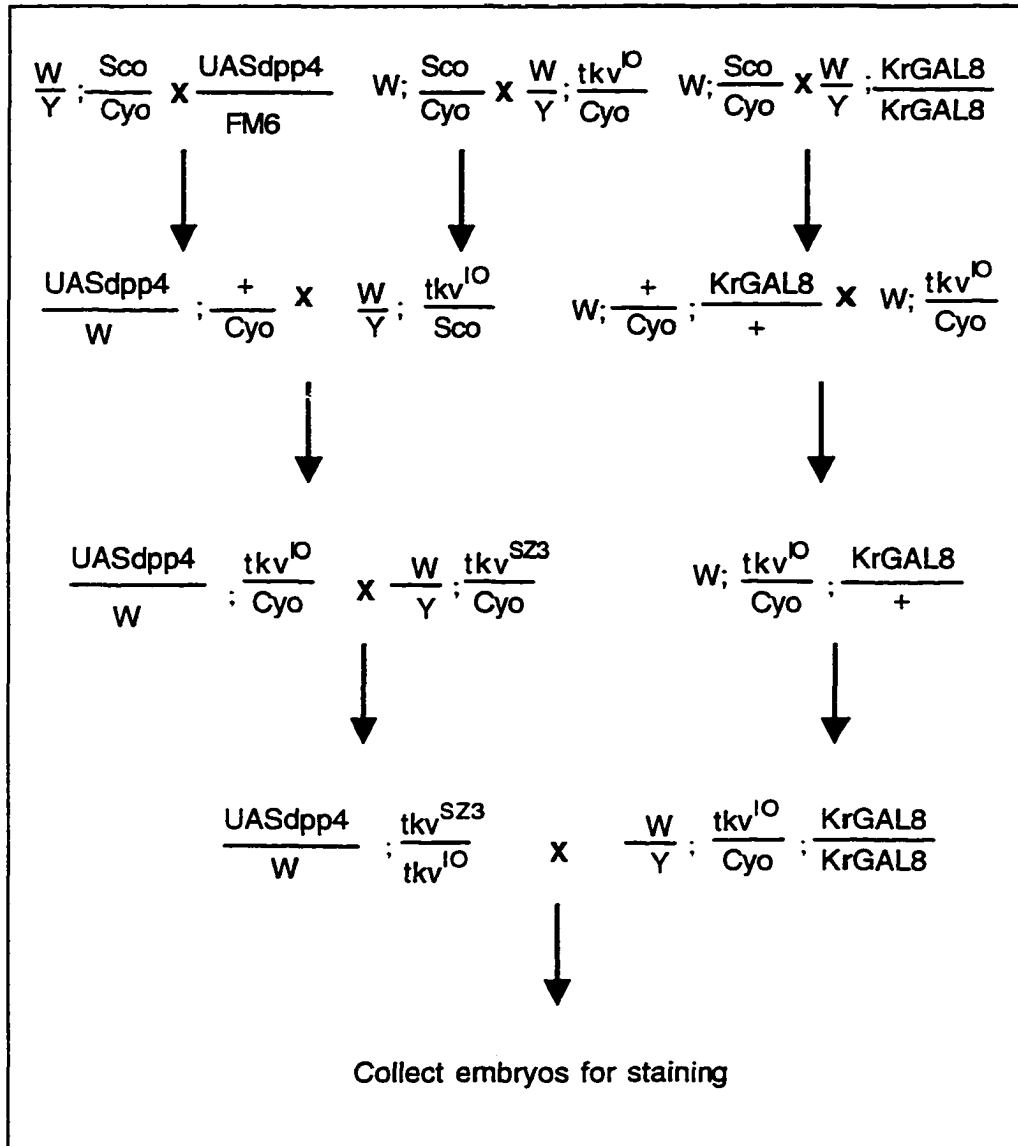 W/Y ; Sco/Cyo X UASdpp4/FM6   W; Sco/Cyo X W/Y ; tkv^IO/Cyo   W; Sco/Cyo X W/Y ; KrGAL8/KrGAL8
UASdpp4/W ; +/Cyo X W/Y ; tkv^IO/Sco   W; +/Cyo ; KrGAL8/+ X W; tkv^IO/Cyo
UASdpp4/W ; tkv^IO/Cyo X W/Y ; tkv^SZ3/Cyo   W; tkv^IO/Cyo ; KrGAL8/+
UASdpp4/W ; tkv^SZ3/tkv^IO X W/Y ; tkv^IO/Cyo ; KrGAL8/KrGAL8
Collect embryos for staining